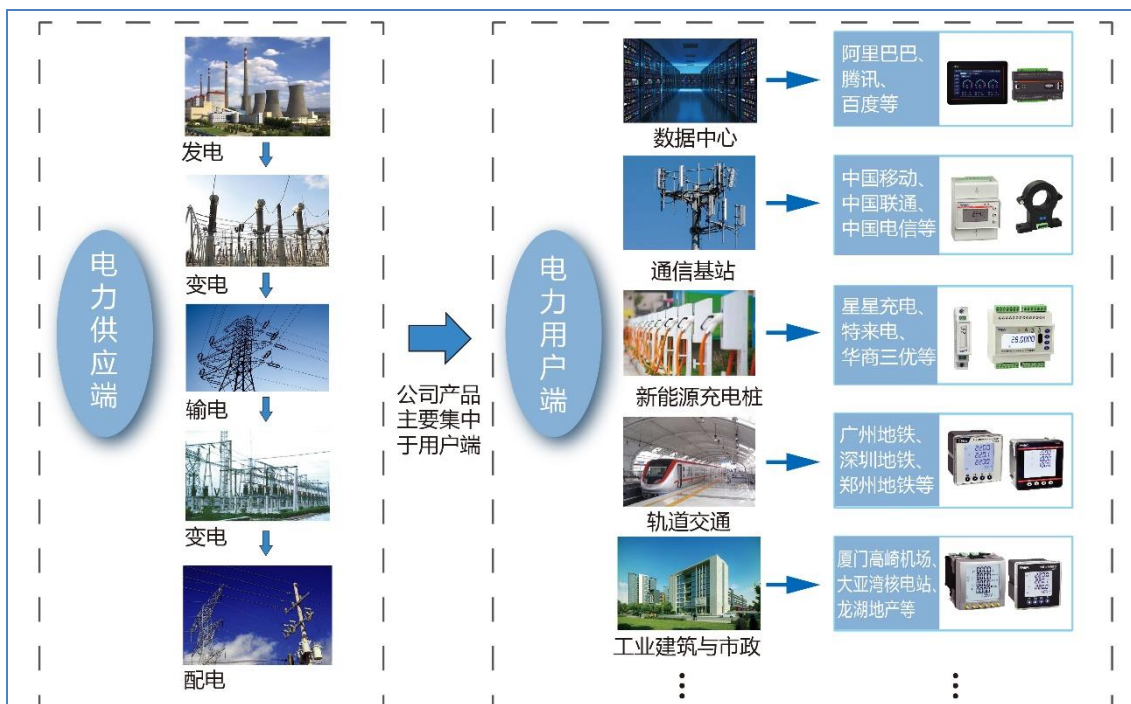 电力供应端
发电
变电
输电
变电
配电
公司产品
主要集中
于用户端
电力用户端
数据中心
阿里巴巴、
腾讯、
百度等
通信基站
中国移动、
中国联通、
中国电信等
新能源充电桩
星星充电、
特来电、
华商三优等
轨道交通
广州地铁、
深圳地铁、
郑州地铁等
工业建筑与市政
厦门高崎机场、
大亚湾核电站、
龙湖地产等